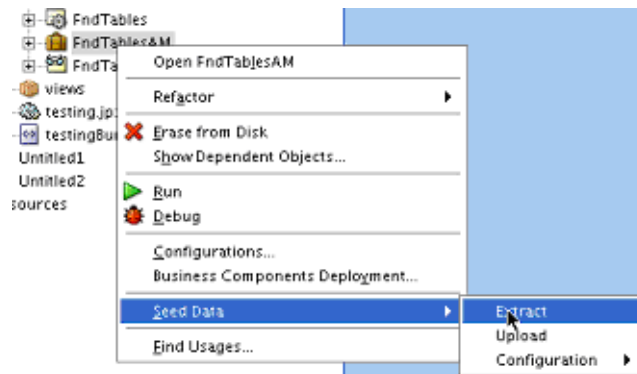 FndTables
FndTablesAM
FndTa
views
testing.jp
testingBu
Untitled1
Untitled2
sources
Open FndTablesAM
Refactor
Erase from Disk
Show Dependent Objects...
Run
Debug
Configurations...
Business Components Deployment...
Seed Data
Find Usages...
Extract
Upload
Configuration